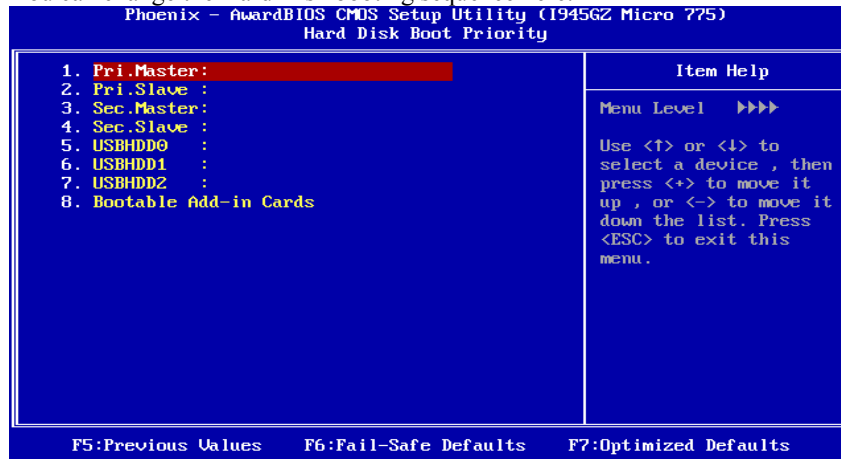 Phoenix - AwardBIOS CMOS Setup Utility (I945GZ Micro 775)
Hard Disk Boot Priority
1. Pri.Master:
2. Pri.Slave :
3. Sec.Master:
4. Sec.Slave :
5. USBHDD0 :
6. USBHDD1 :
7. USBHDD2 :
8. Bootable Add-in Cards
Item Help
Menu Level ►►►►
Use <↑> or <↓> to
select a device , then
press <+> to move it
up , or <-> to move it
down the list. Press
<ESC> to exit this
menu.
F5:Previous Values F6:Fail-Safe Defaults F7:Optimized Defaults